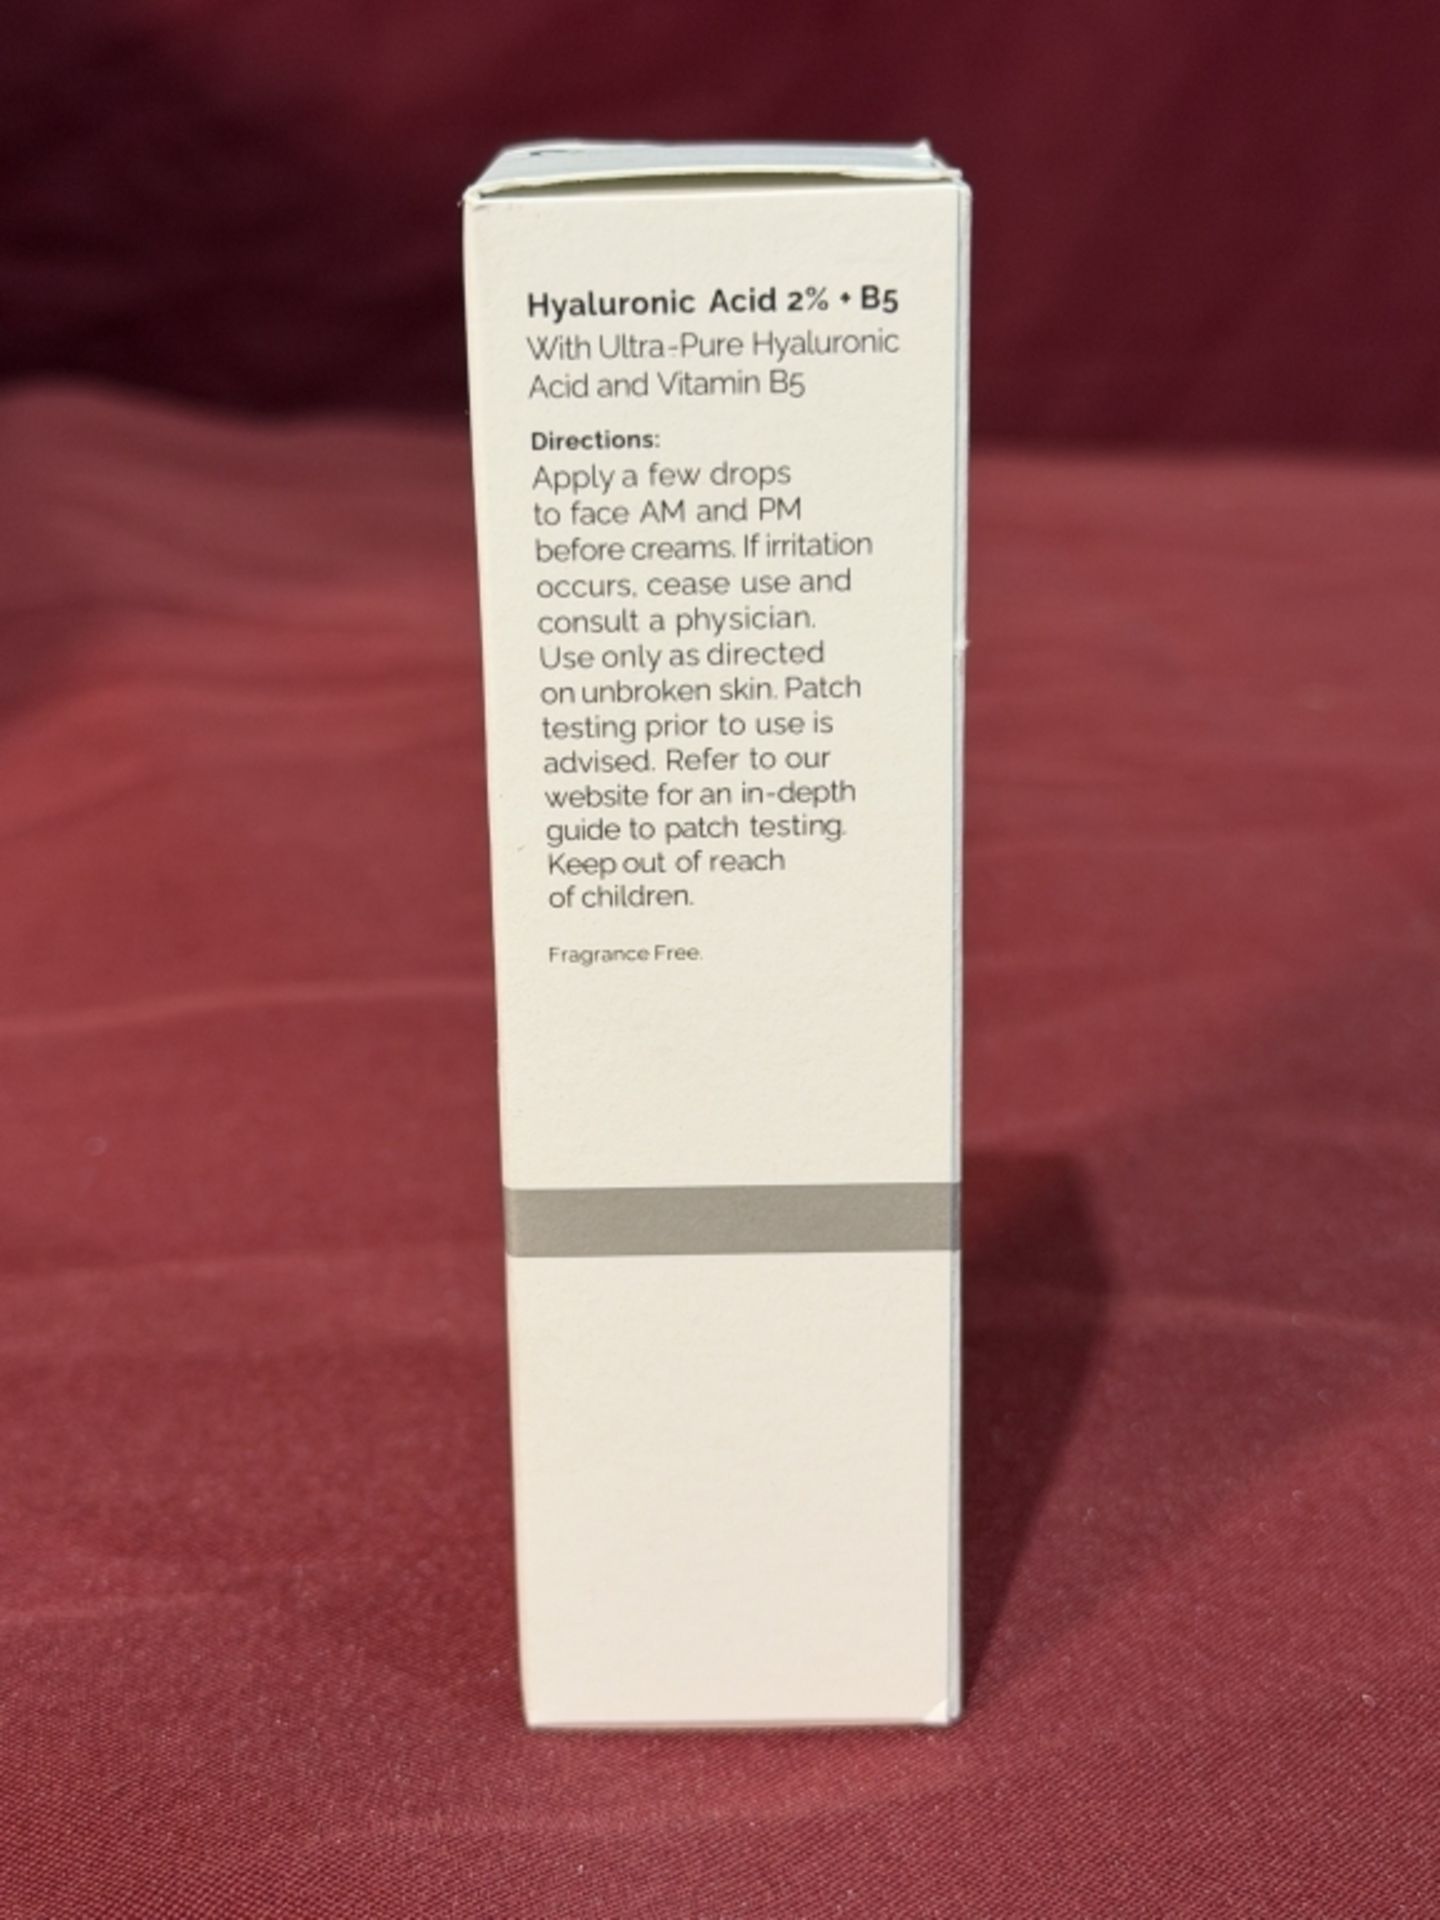 Hyaluronic Acid 2% + B5
With Ultra-Pure Hyaluronic
Acid and Vitamin B5
Directions:
Apply a few drops
to face AM and PM
before creams. If irritation
occurs, cease use and
consult a physician.
Use only as directed
on unbroken skin. Patch
testing prior to use is
advised. Refer to our
website for an in-depth
guide to patch testing.
Keep out of reach
of children.
Fragrance Free.